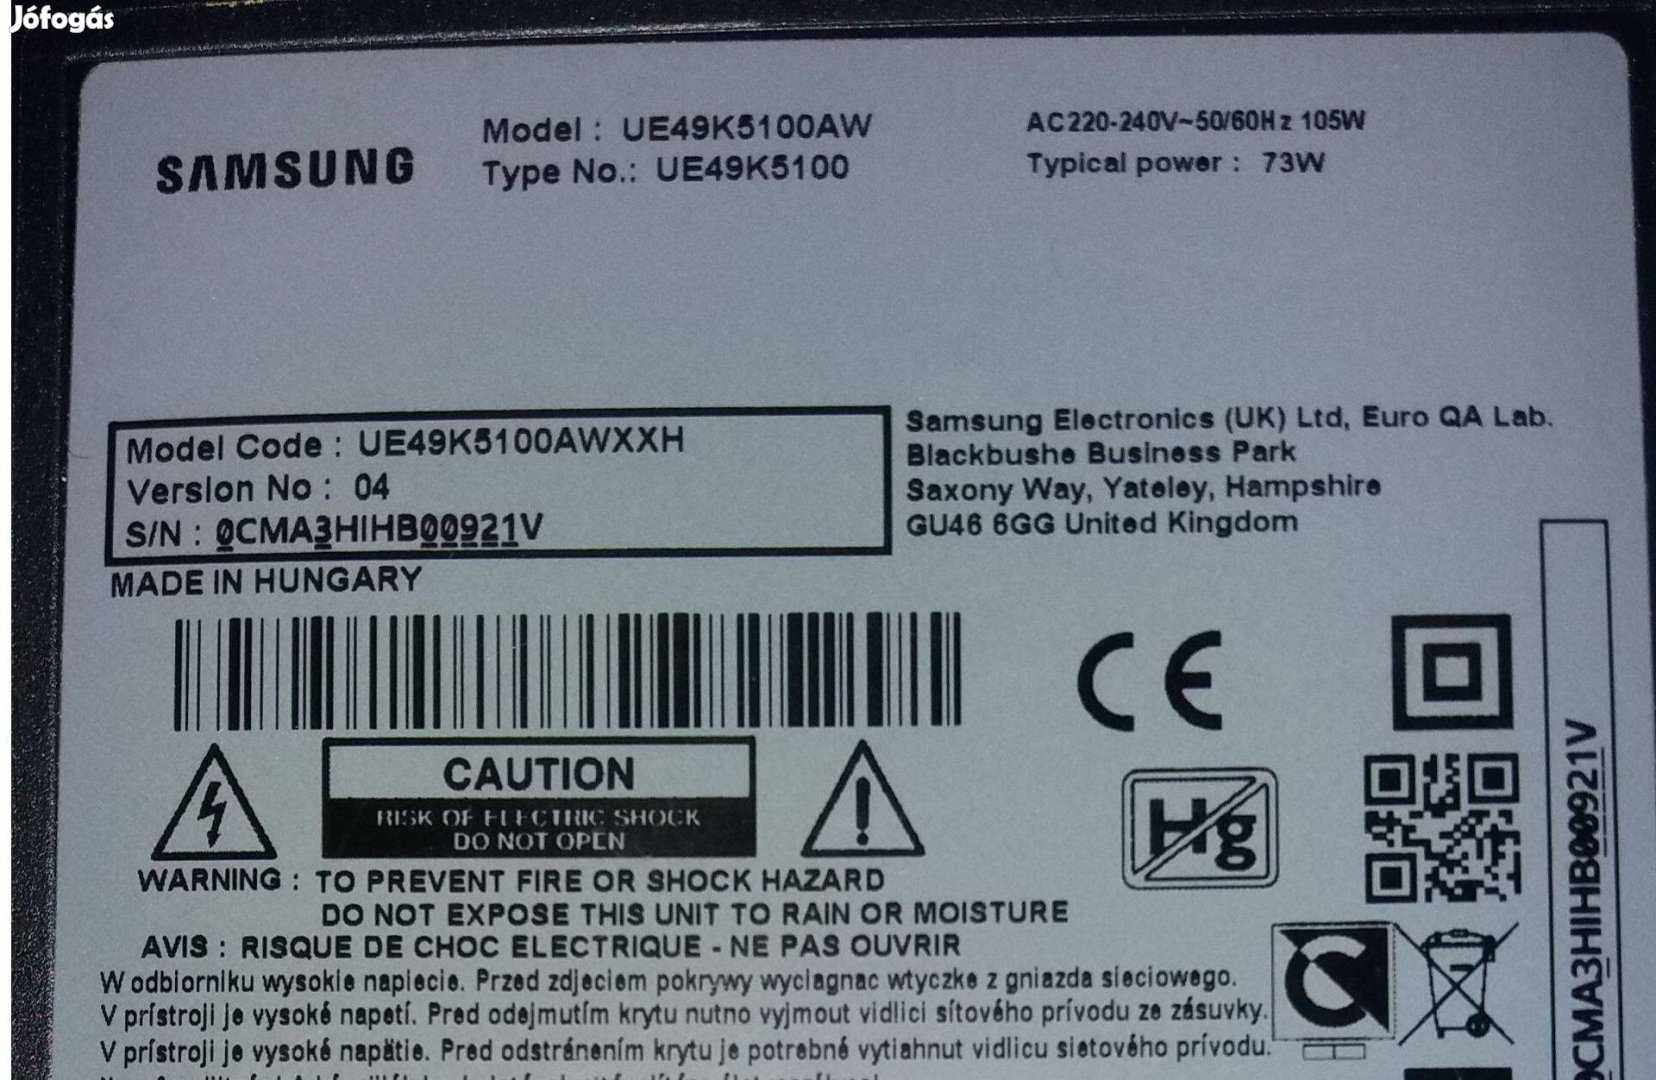 Jófogás
SAMSUNG
Model : UE49K5100AW
Type No.: UE49K5100
AC220-240V~50/60Hz 105W
Typical power : 73W
Model Code : UE49K5100AWXXH
Version No : 04
S/N : 0CMA3HIHB00921V
MADE IN HUNGARY
Samsung Electronics (UK) Ltd, Euro QA Lab.
Blackbushe Business Park
Saxony Way, Yateley, Hampshire
GU46 6GG United Kingdom
CE
CAUTION
RISK OF ELECTRIC SHOCK
DO NOT OPEN
Hg
WARNING : TO PREVENT FIRE OR SHOCK HAZARD
DO NOT EXPOSE THIS UNIT TO RAIN OR MOISTURE
AVIS : RISQUE DE CHOC ELECTRIQUE - NE PAS OUVRIR
W odbiorniku wysokie napiecie. Przed zdjeciem pokrywy wyciagnac wtyczke z gniazda sieciowego.
V prístroji je vysoké napetí. Pred odejmutím krytu nutno vyjmout vidlici sítového prívodu ze zásuvky.
V prístroji je vysoké napätie. Pred odstránením krytu je potrebné vytiahnut vidlicu sietového prívodu.
0CMA3HIHB00921V